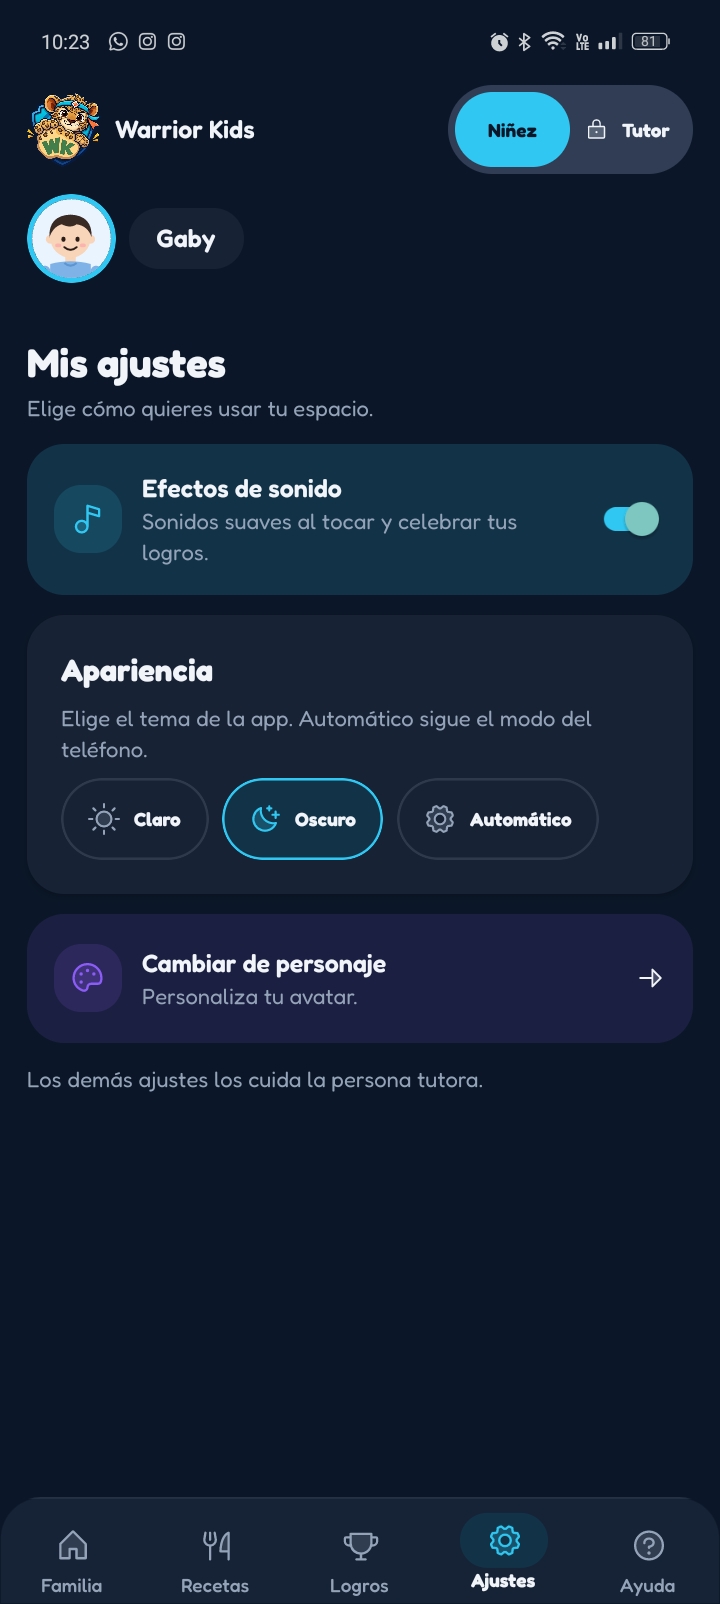 10:23
Vo
LTE
81
WK
Warrior Kids
Niñez
Tutor
Gaby
Mis ajustes
Elige cómo quieres usar tu espacio.
Efectos de sonido
Sonidos suaves al tocar y celebrar tus
logros.
Apariencia
Elige el tema de la app. Automático sigue el modo del
teléfono.
Claro
Oscuro
Automático
Cambiar de personaje
Personaliza tu avatar.
Los demás ajustes los cuida la persona tutora.
Familia
Recetas
Logros
Ajustes
Ayuda